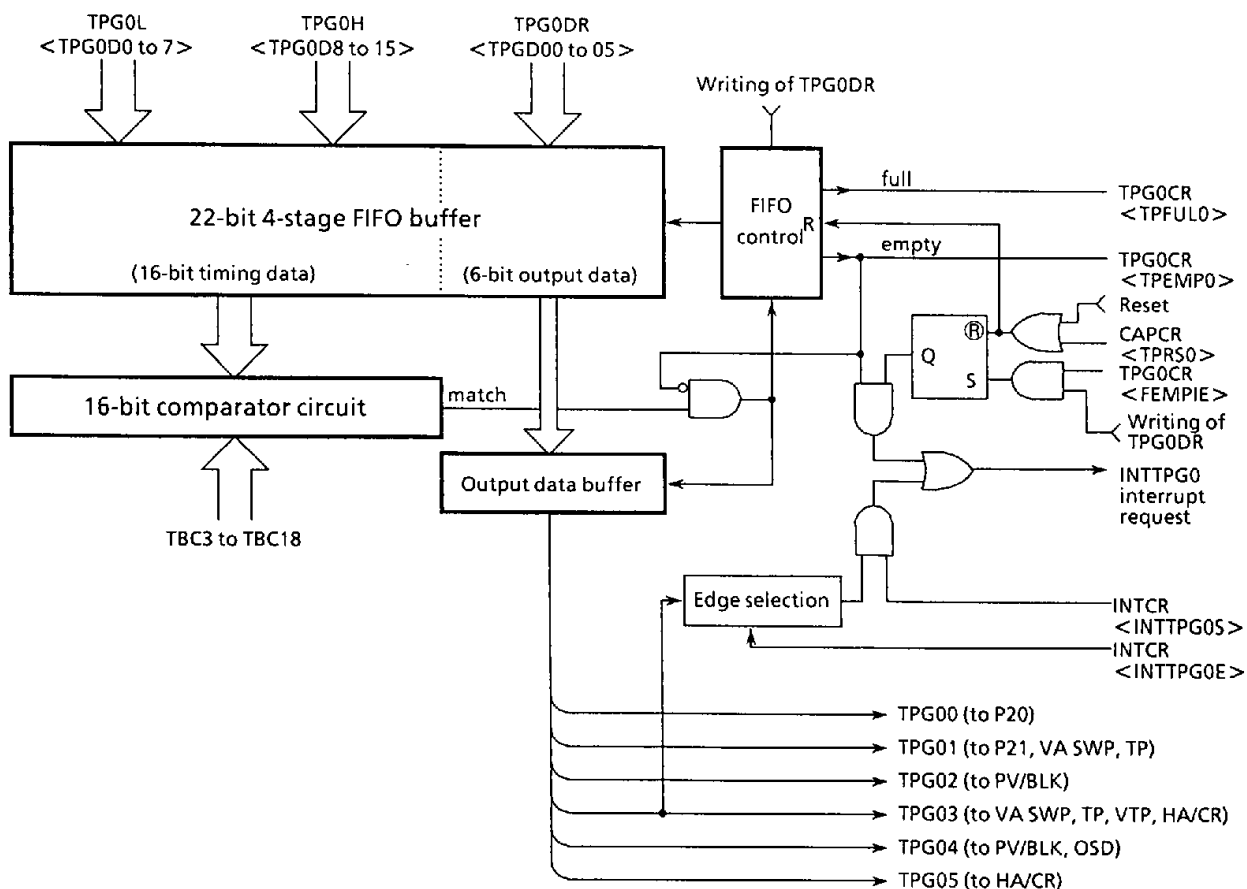 TPG0L
<TPG0D0 to 7>
TPG0H
<TPG0D8 to 15>
TPG0DR
<TPGD00 to 05>
Writing of TPG0DR
22-bit 4-stage FIFO buffer
(16-bit timing data)
(6-bit output data)
FIFO
control
R
full
empty
TPG0CR
<TPFUL0>
TPG0CR
<TPEMP0>
Reset
CAPCR
<TPRS0>
TPG0CR
<FEMPIE>
Writing of
TPG0DR
Q
R
S
16-bit comparator circuit
match
Output data buffer
TBC3 to TBC18
INTTPG0
interrupt
request
Edge selection
INTCR
<INTTPG0S>
INTCR
<INTTPG0E>
TPG00 (to P20)
TPG01 (to P21, VA SWP, TP)
TPG02 (to PV/BLK)
TPG03 (to VA SWP, TP, VTP, HA/CR)
TPG04 (to PV/BLK, OSD)
TPG05 (to HA/CR)